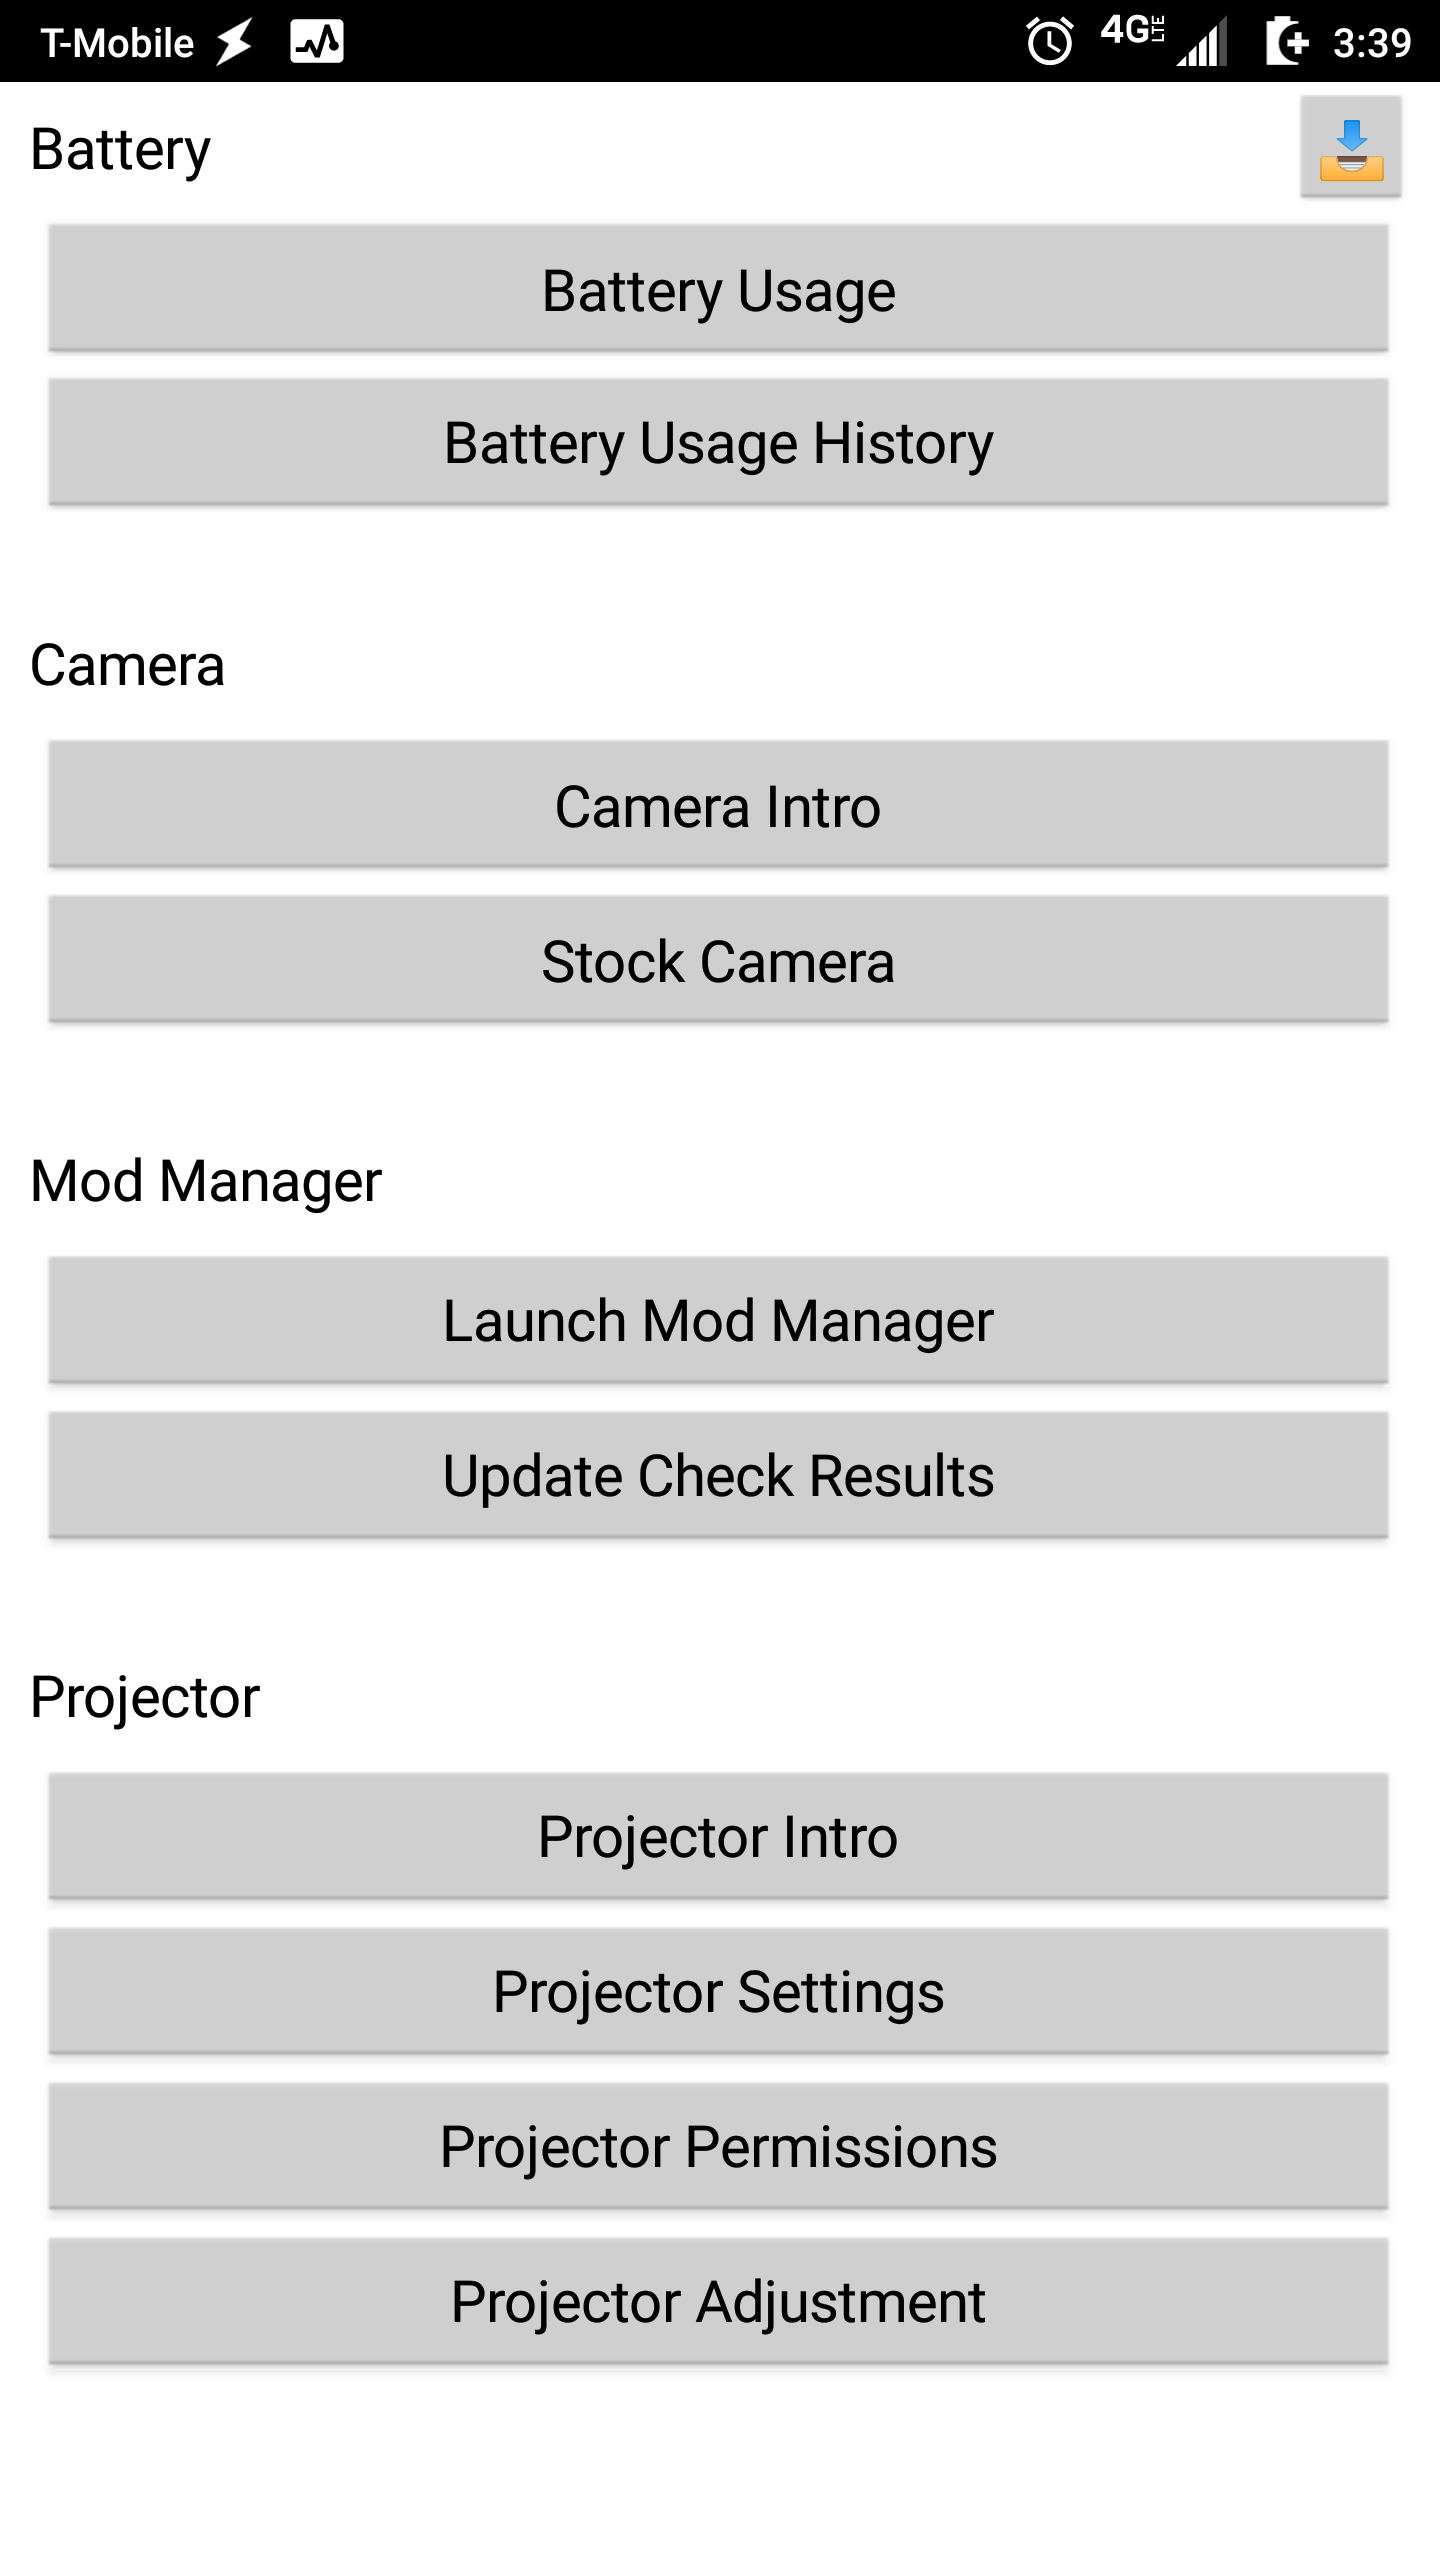 T-Mobile 4G LTE 3:39
Battery
Battery Usage
Battery Usage History
Camera
Camera Intro
Stock Camera
Mod Manager
Launch Mod Manager
Update Check Results
Projector
Projector Intro
Projector Settings
Projector Permissions
Projector Adjustment